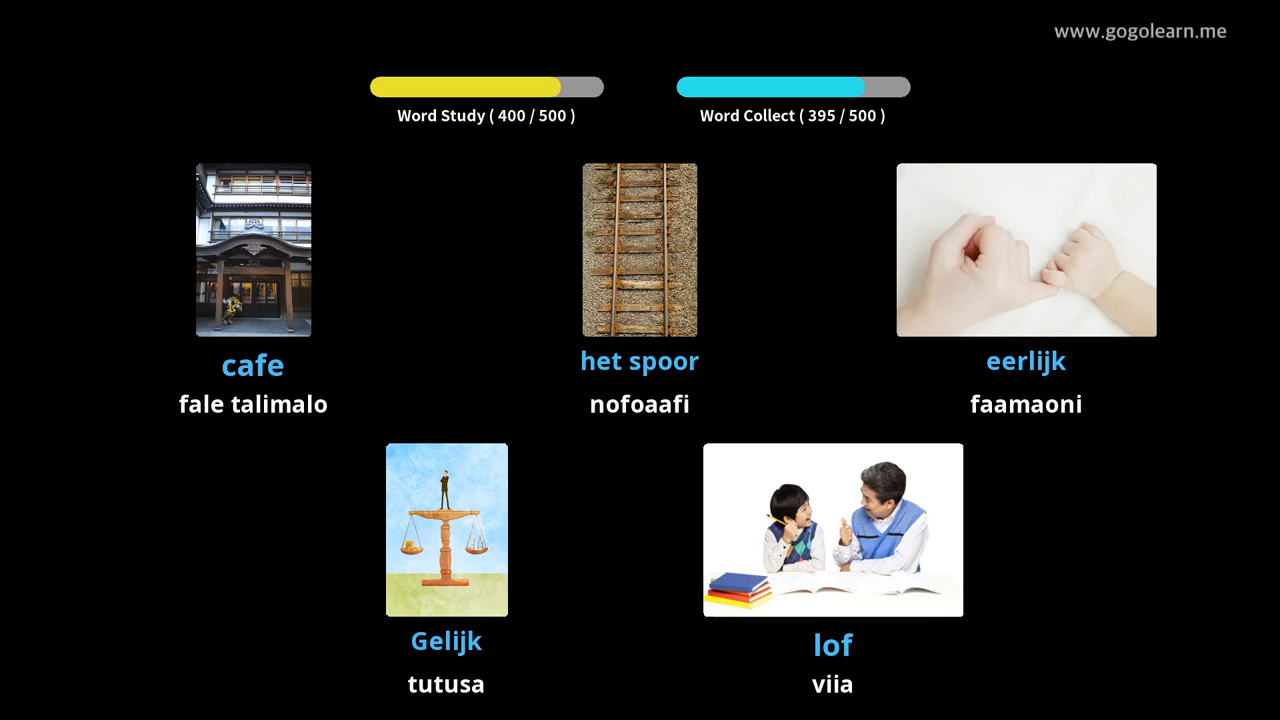 www.gogolearn.me
Word Study ( 400 / 500 )
Word Collect ( 395 / 500 )
cafe
fale talimalo
het spoor
nofoaafi
eerlijk
faamaoni
Gelijk
tutusa
lof
viia